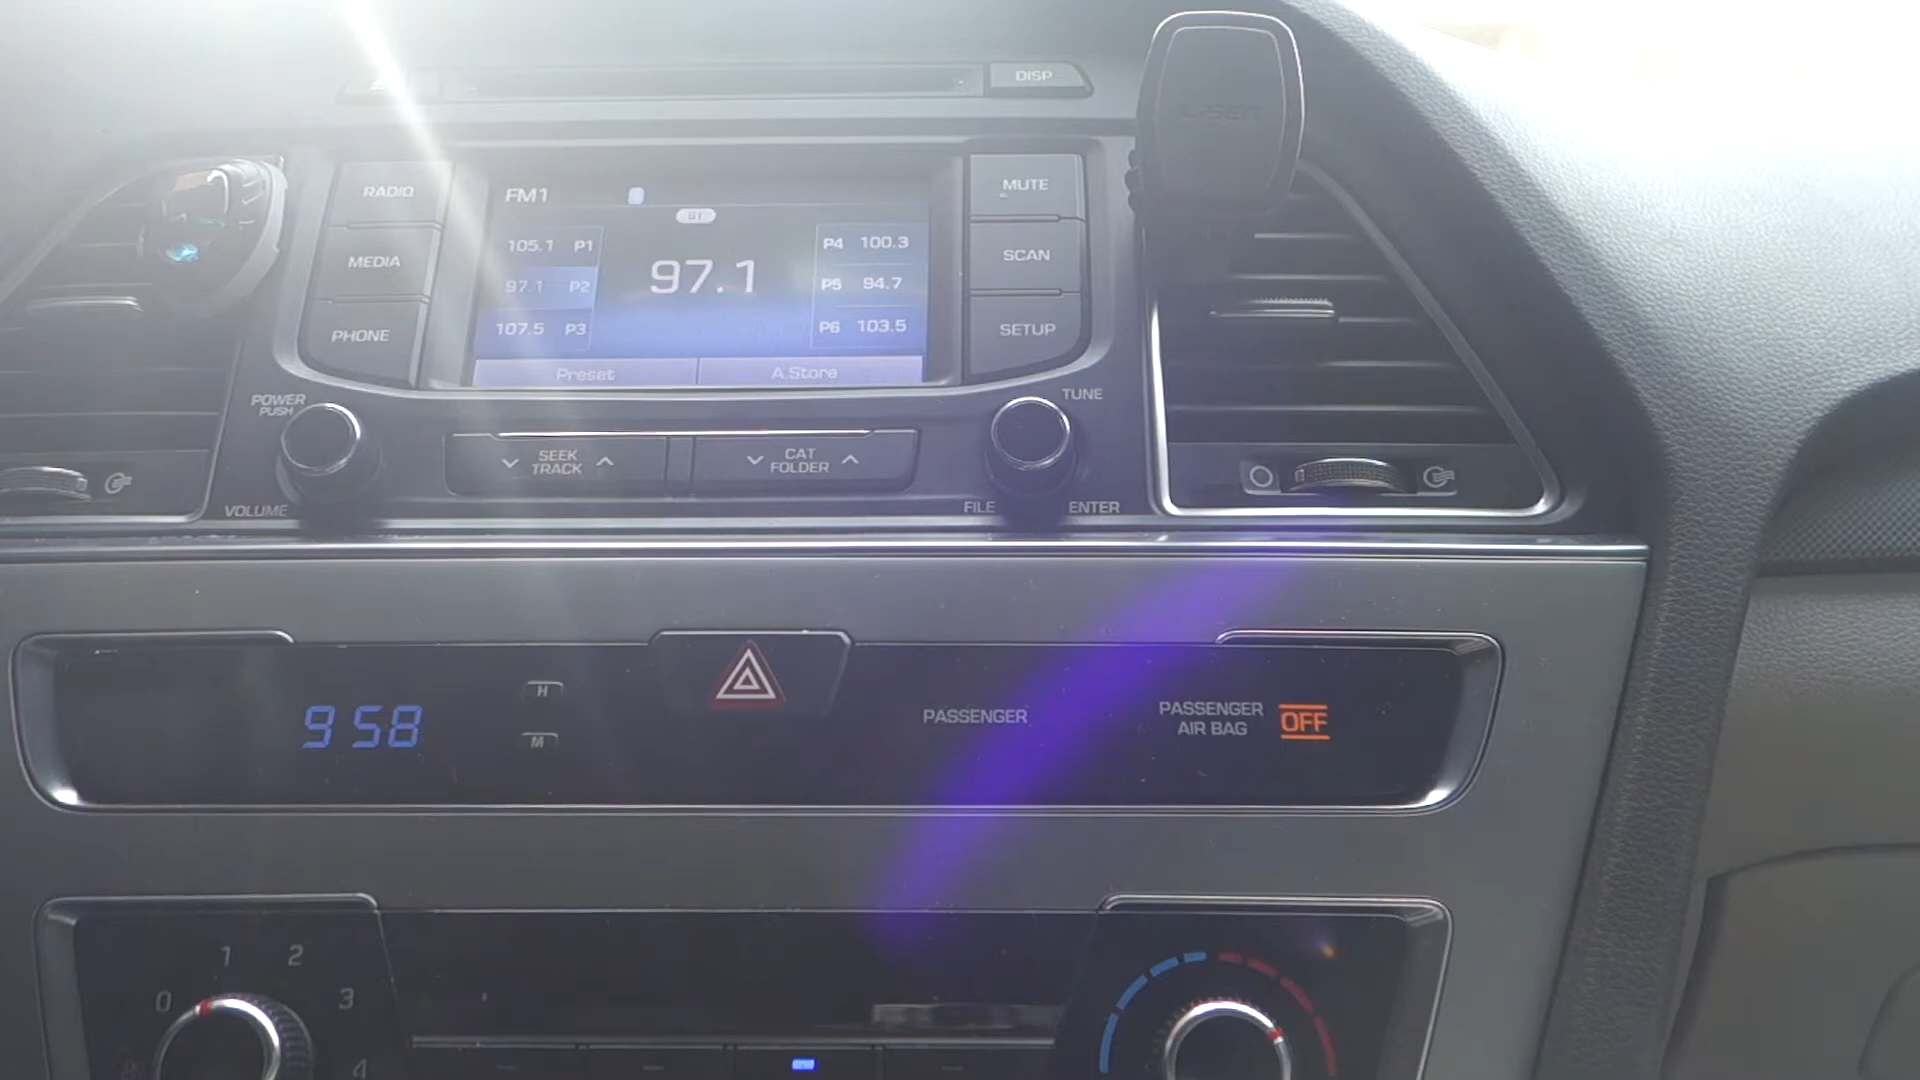 DISP
RADIO
MEDIA
PHONE
FM1
ST
105.1 P1
97.1 P2
107.5 P3
97.1
P4 100.3
P5 94.7
P6 103.5
Preset
A.Store
MUTE
SCAN
SETUP
POWER
PUSH
VOLUME
SEEK
TRACK
CAT
FOLDER
TUNE
FILE
ENTER
9 58
H
M
PASSENGER
PASSENGER
AIR BAG
OFF
0
1
2
3
4